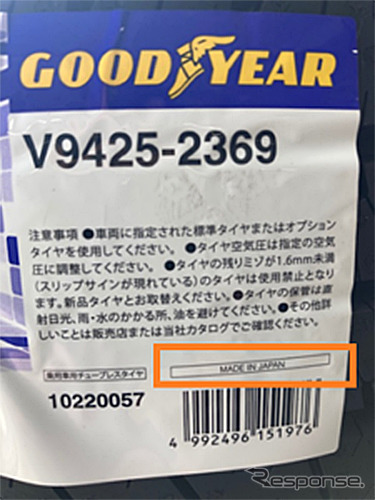 GOOD YEAR
V9425-2369
注意事項 ●車両に指定された標準タイヤまたはオプション
タイヤを使用してください。 ●タイヤ空気圧は指定の空気
圧に調整してください。 ●タイヤの残りミゾが1.6mm未満
(スリップサインが現れている)のタイヤは使用禁止となり
ます。新品タイヤとお取替えください。●タイヤの保管は直
射日光、雨・水のかかる所、油を避けてください。●その他詳
しいことは販売店または当社カタログでご確認ください。
MADE IN JAPAN
乗用車用チューブレスタイヤ
10220057
4 992496 151976
Response.